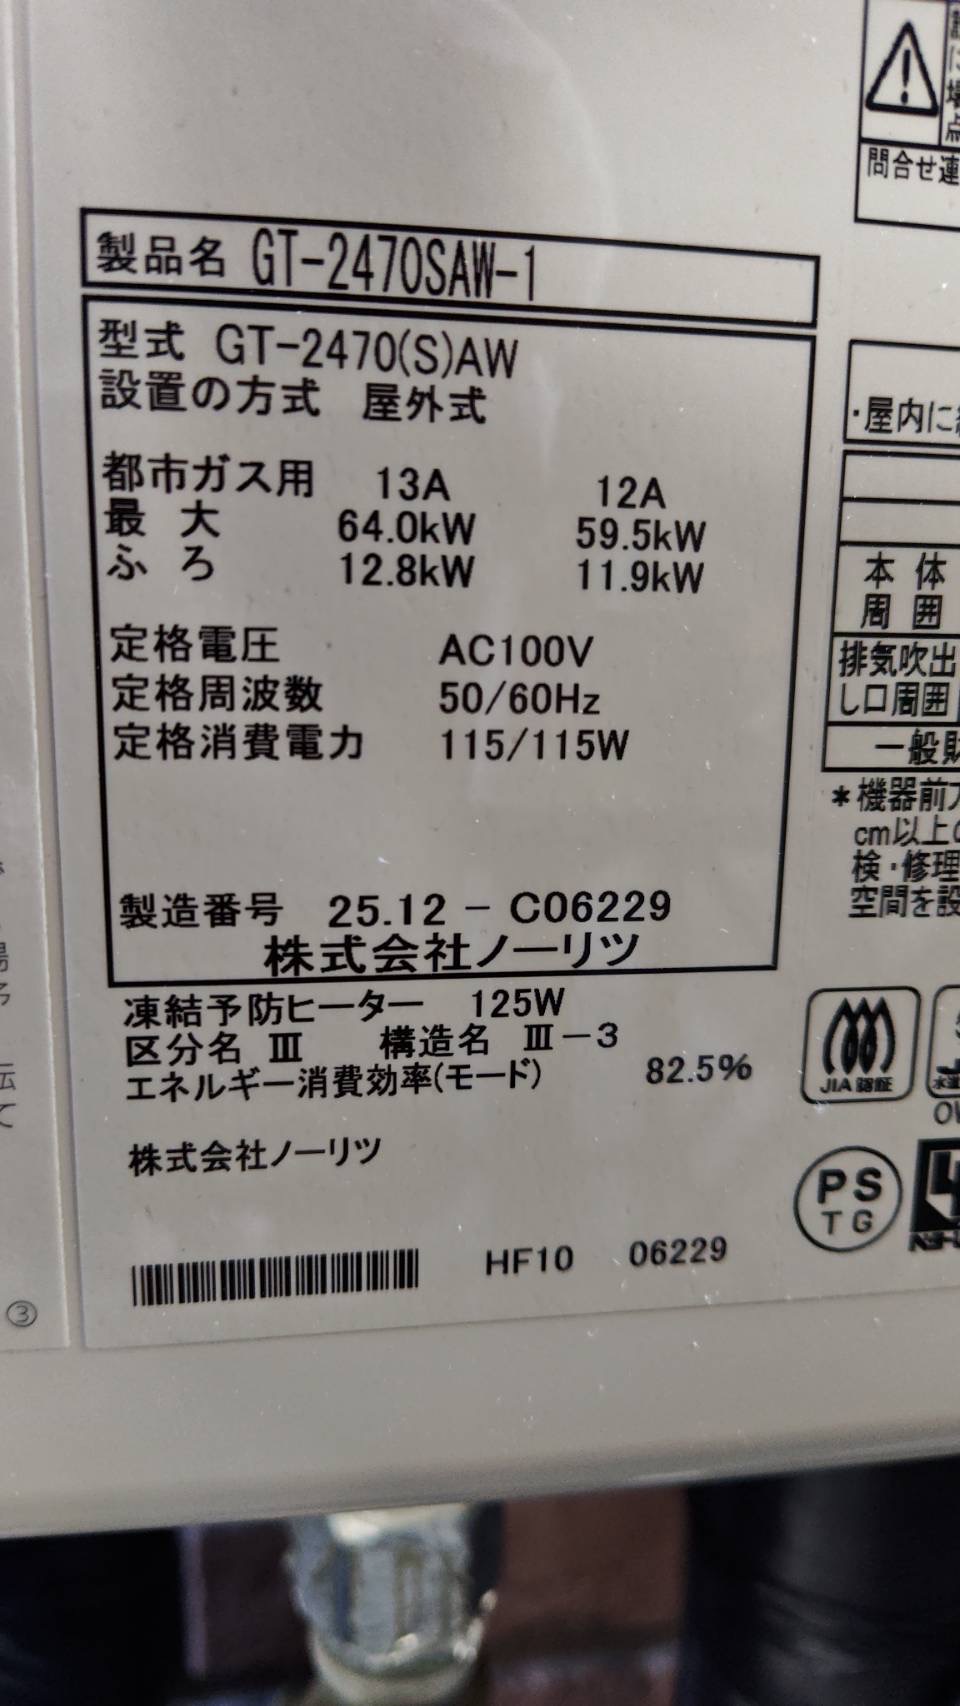 製品名 GT-2470SAW-1
型式 GT-2470(S)AW
設置の方式 屋外式
都市ガス用 13A 12A
最大 64.0kW 59.5kW
ふろ 12.8kW 11.9kW
定格電圧 AC100V
定格周波数 50/60Hz
定格消費電力 115/115W
製造番号 25.12 - C06229
株式会社ノーリツ
凍結予防ヒーター 125W
区分名 Ⅲ 構造名 Ⅲ-3
エネルギー消費効率(モード) 82.5%
株式会社ノーリツ
HF10 06229
③
問合せ連
・屋内に
本体
周囲
排気吹出
し口周囲
一般財
*機器前
cm以上
検・修理
空間を設
JIA 認証
PS
TG